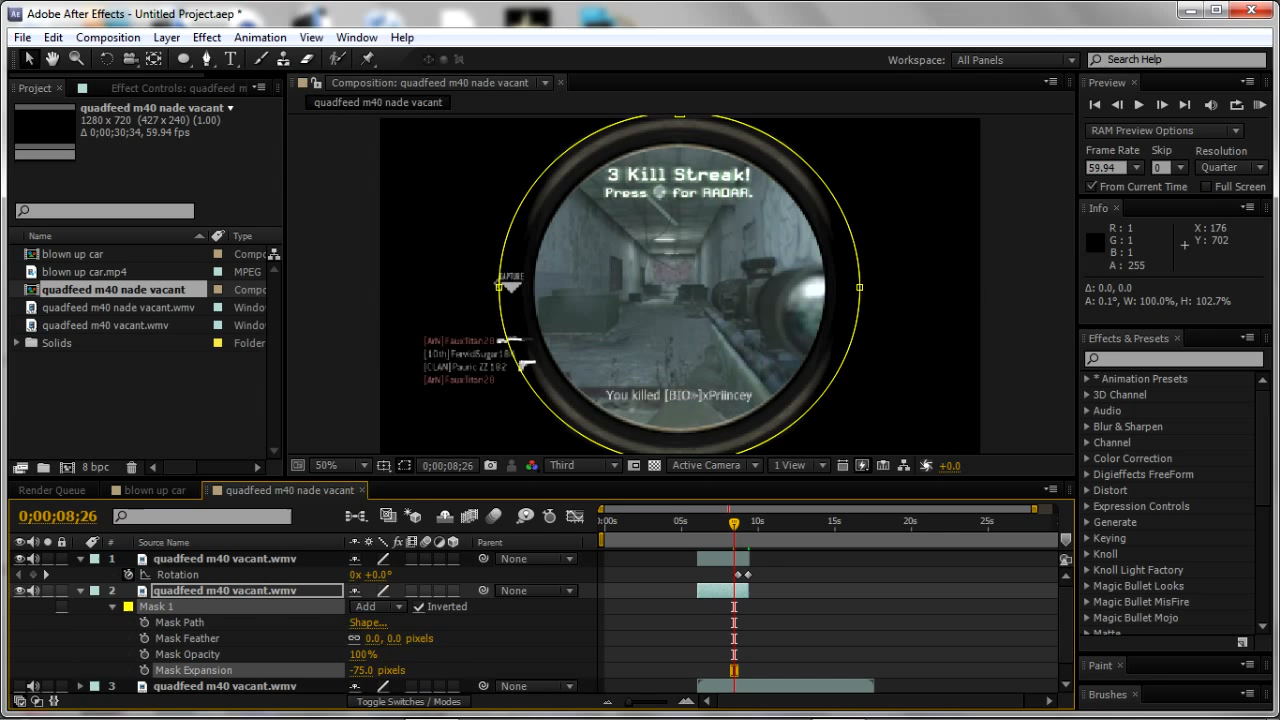 Adobe After Effects - Untitled Project.aep *
File Edit Composition Layer Effect Animation View Window Help
Workspace: All Panels
Search Help
Project
Effect Controls: quadfeed m
quadfeed m40 nade vacant
1280 x 720 (427 x 240) (1.00)
Δ 0;00;30;34, 59.94 fps
Name Type
blown up car Compo
blown up car.mp4 MPEG
quadfeed m40 nade vacant Compo
quadfeed m40 nade vacant.wmv Windo
quadfeed m40 vacant.wmv Windo
Solids Folder
8 bpc
Composition: quadfeed m40 nade vacant
quadfeed m40 nade vacant
3 Kill Streak!
Press for RADAR.
CAPTURE
You killed [BIO»]xPriincey
50% 0;00;08;26 Third Active Camera 1 View +0.0
Preview
RAM Preview Options
Frame Rate Skip Resolution
59.94 0 Quarter
From Current Time Full Screen
Info
R: 1
G: 1
B: 1
A: 255
X: 176
Y: 702
Δ: 0.0, 0.0
A: 0.1°, W: 100.0%, H: 102.7%
Effects & Presets
* Animation Presets
3D Channel
Audio
Blur & Sharpen
Channel
Color Correction
Digieffects FreeForm
Distort
Expression Controls
Generate
Keying
Knoll
Knoll Light Factory
Magic Bullet Looks
Magic Bullet MisFire
Magic Bullet Mojo
Matte
Paint
Brushes
Render Queue blown up car quadfeed m40 nade vacant
0;00;08;26
# Source Name fx Parent
0:00s 05s 10s 20s 25s
1 quadfeed m40 vacant.wmv None
Rotation 0x +0.0°
2 quadfeed m40 vacant.wmv None
Mask 1 Add Inverted
Mask Path Shape...
Mask Feather 0.0, 0.0 pixels
Mask Opacity 100%
Mask Expansion -75.0 pixels
3 quadfeed m40 vacant.wmv None
Toggle Switches / Modes